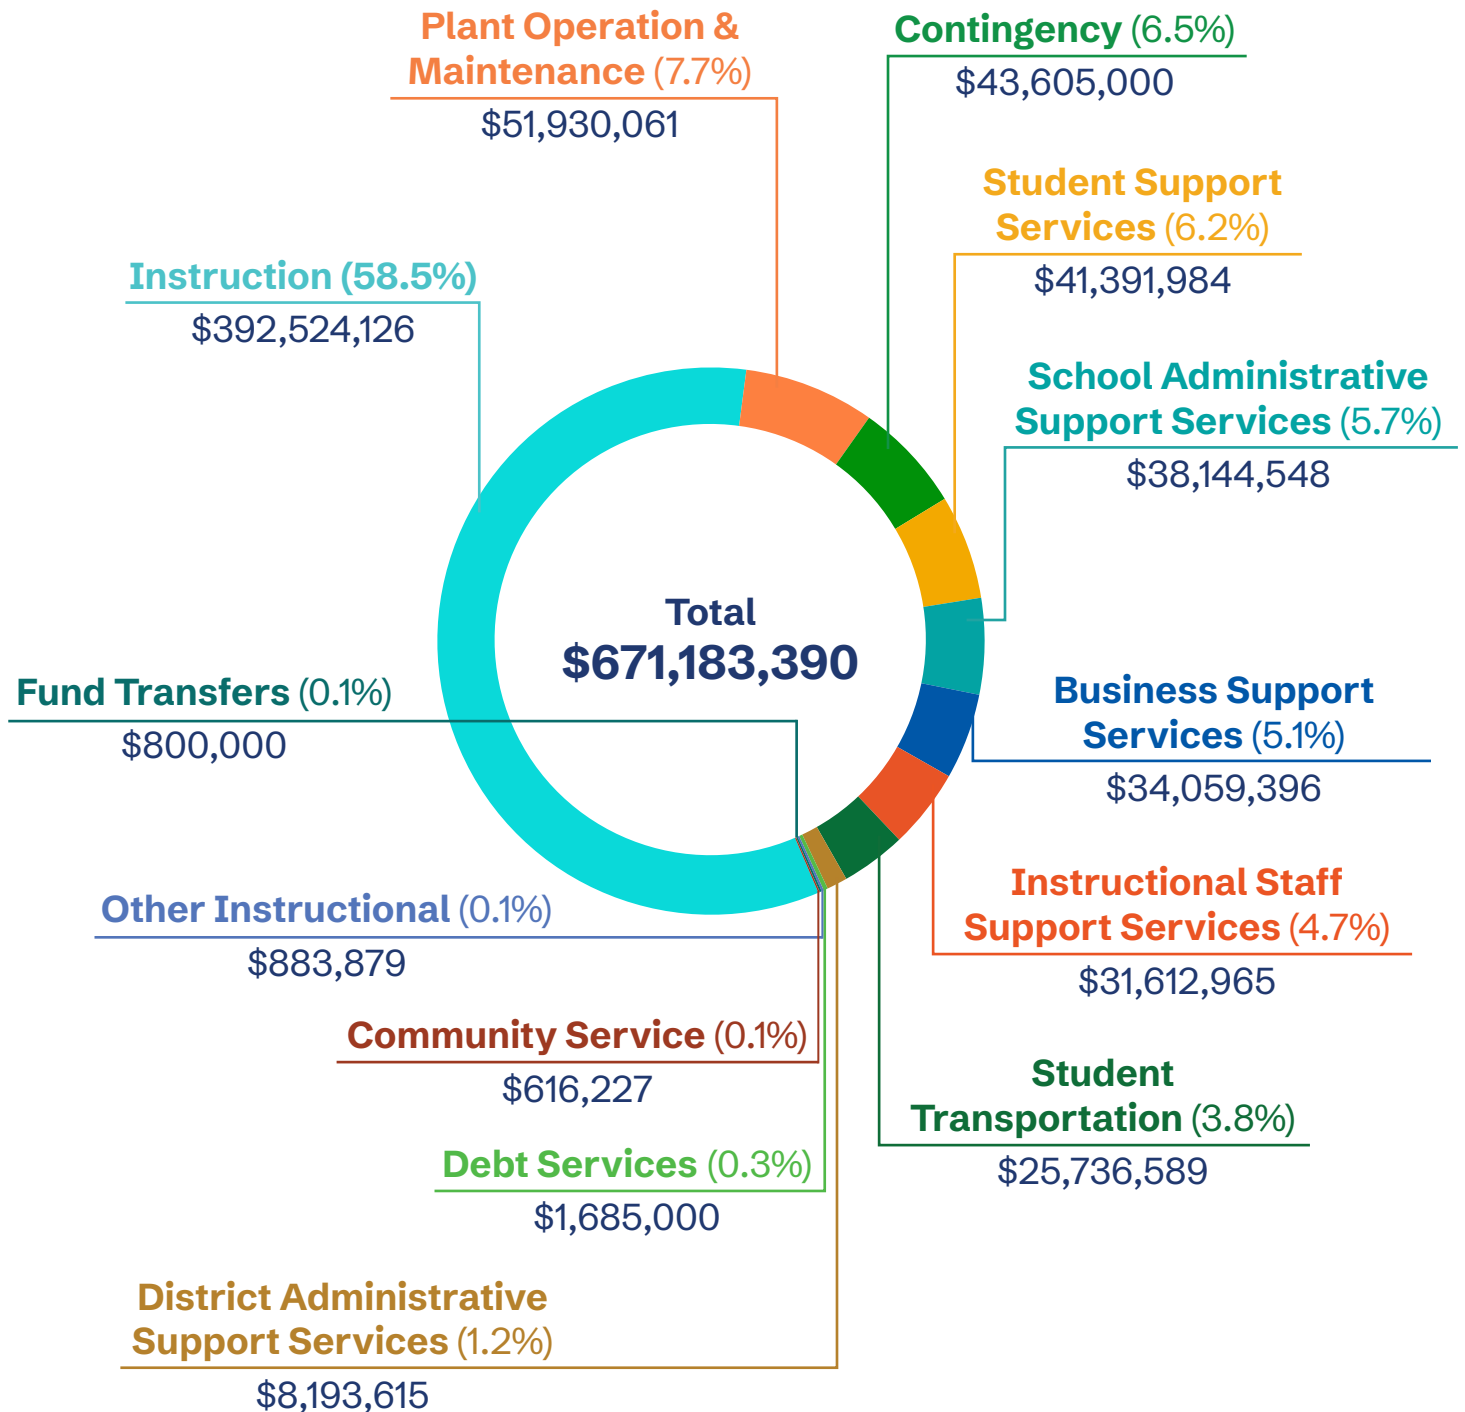 Plant Operation &
Maintenance (7.7%)
$51,930,061
Contingency (6.5%)
$43,605,000
Student Support
Services (6.2%)
$41,391,984
Instruction (58.5%)
$392,524,126
School Administrative
Support Services (5.7%)
$38,144,548
Total
$671,183,390
Fund Transfers (0.1%)
$800,000
Business Support
Services (5.1%)
$34,059,396
Other Instructional (0.1%)
$883,879
Instructional Staff
Support Services (4.7%)
$31,612,965
Community Service (0.1%)
$616,227
Student
Transportation (3.8%)
$25,736,589
Debt Services (0.3%)
$1,685,000
District Administrative
Support Services (1.2%)
$8,193,615